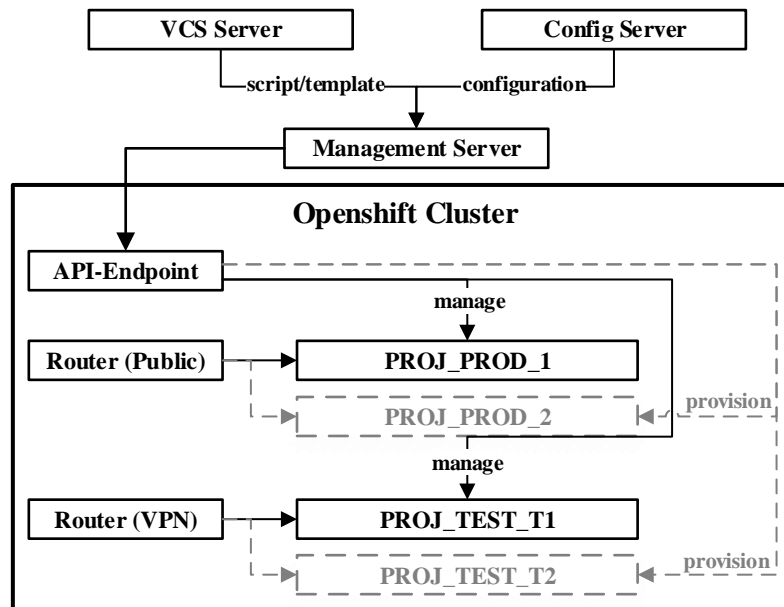 VCS Server
Config Server
script/template
configuration
Management Server
Openshift Cluster
API-Endpoint
manage
Router (Public)
PROJ_PROD_1
PROJ_PROD_2
provision
manage
Router (VPN)
PROJ_TEST_T1
provision
PROJ_TEST_T2